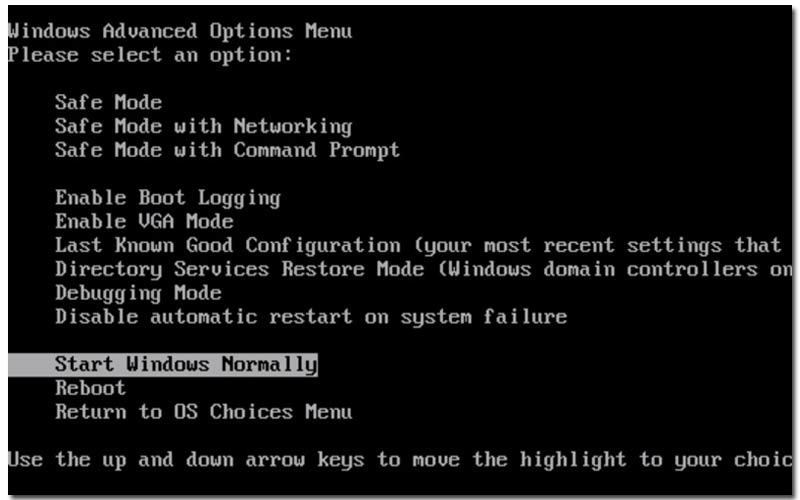 Windows Advanced Options Menu
Please select an option:
Safe Mode
Safe Mode with Networking
Safe Mode with Command Prompt
Enable Boot Logging
Enable VGA Mode
Last Known Good Configuration (your most recent settings that
Directory Services Restore Mode (Windows domain controllers on
Debugging Mode
Disable automatic restart on system failure
Start Windows Normally
Reboot
Return to OS Choices Menu
Use the up and down arrow keys to move the highlight to your choic